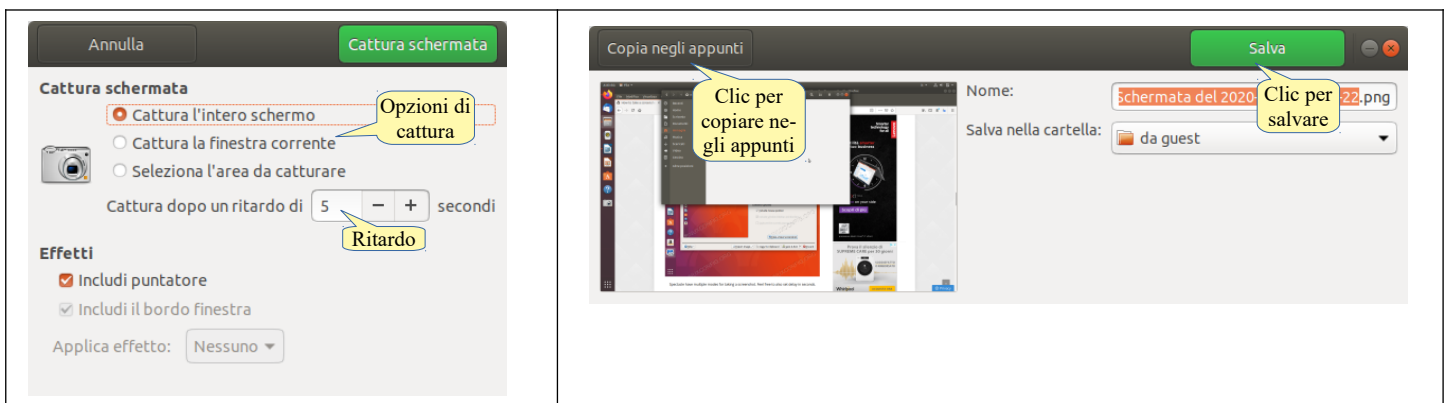 Annulla
Cattura schermata
Cattura schermata
Cattura l'intero schermo
Opzioni di
cattura
Cattura la finestra corrente
Seleziona l'area da catturare
Cattura dopo un ritardo di 5 − + secondi
Ritardo
Effetti
Includi puntatore
Includi il bordo finestra
Applica effetto: Nessuno
Copia negli appunti
Salva
Clic per
copiare ne-
gli appunti
Nome:
Schermata del 2020-
22.png
Clic per
salvare
Salva nella cartella: da guest